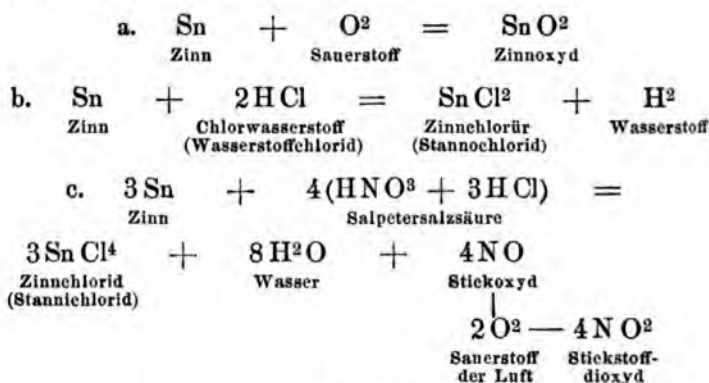 a. Sn + O² = SnO²
Zinn Sauerstoff Zinnoxyd
b. Sn + 2HCl = SnCl² + H²
Zinn Chlorwasserstoff Zinnchlorür Wasserstoff
(Wasserstoffchlorid) (Stannochlorid)
c. 3Sn + 4(HNO³ + 3HCl) =
Zinn Salpetersalzsäure
3SnCl⁴ + 8H²O + 4NO
Zinnchlorid Wasser Stickoxyd
(Stannichlorid)
2O² — 4NO²
Sauerstoff Stickstoff-
der Luft dioxyd